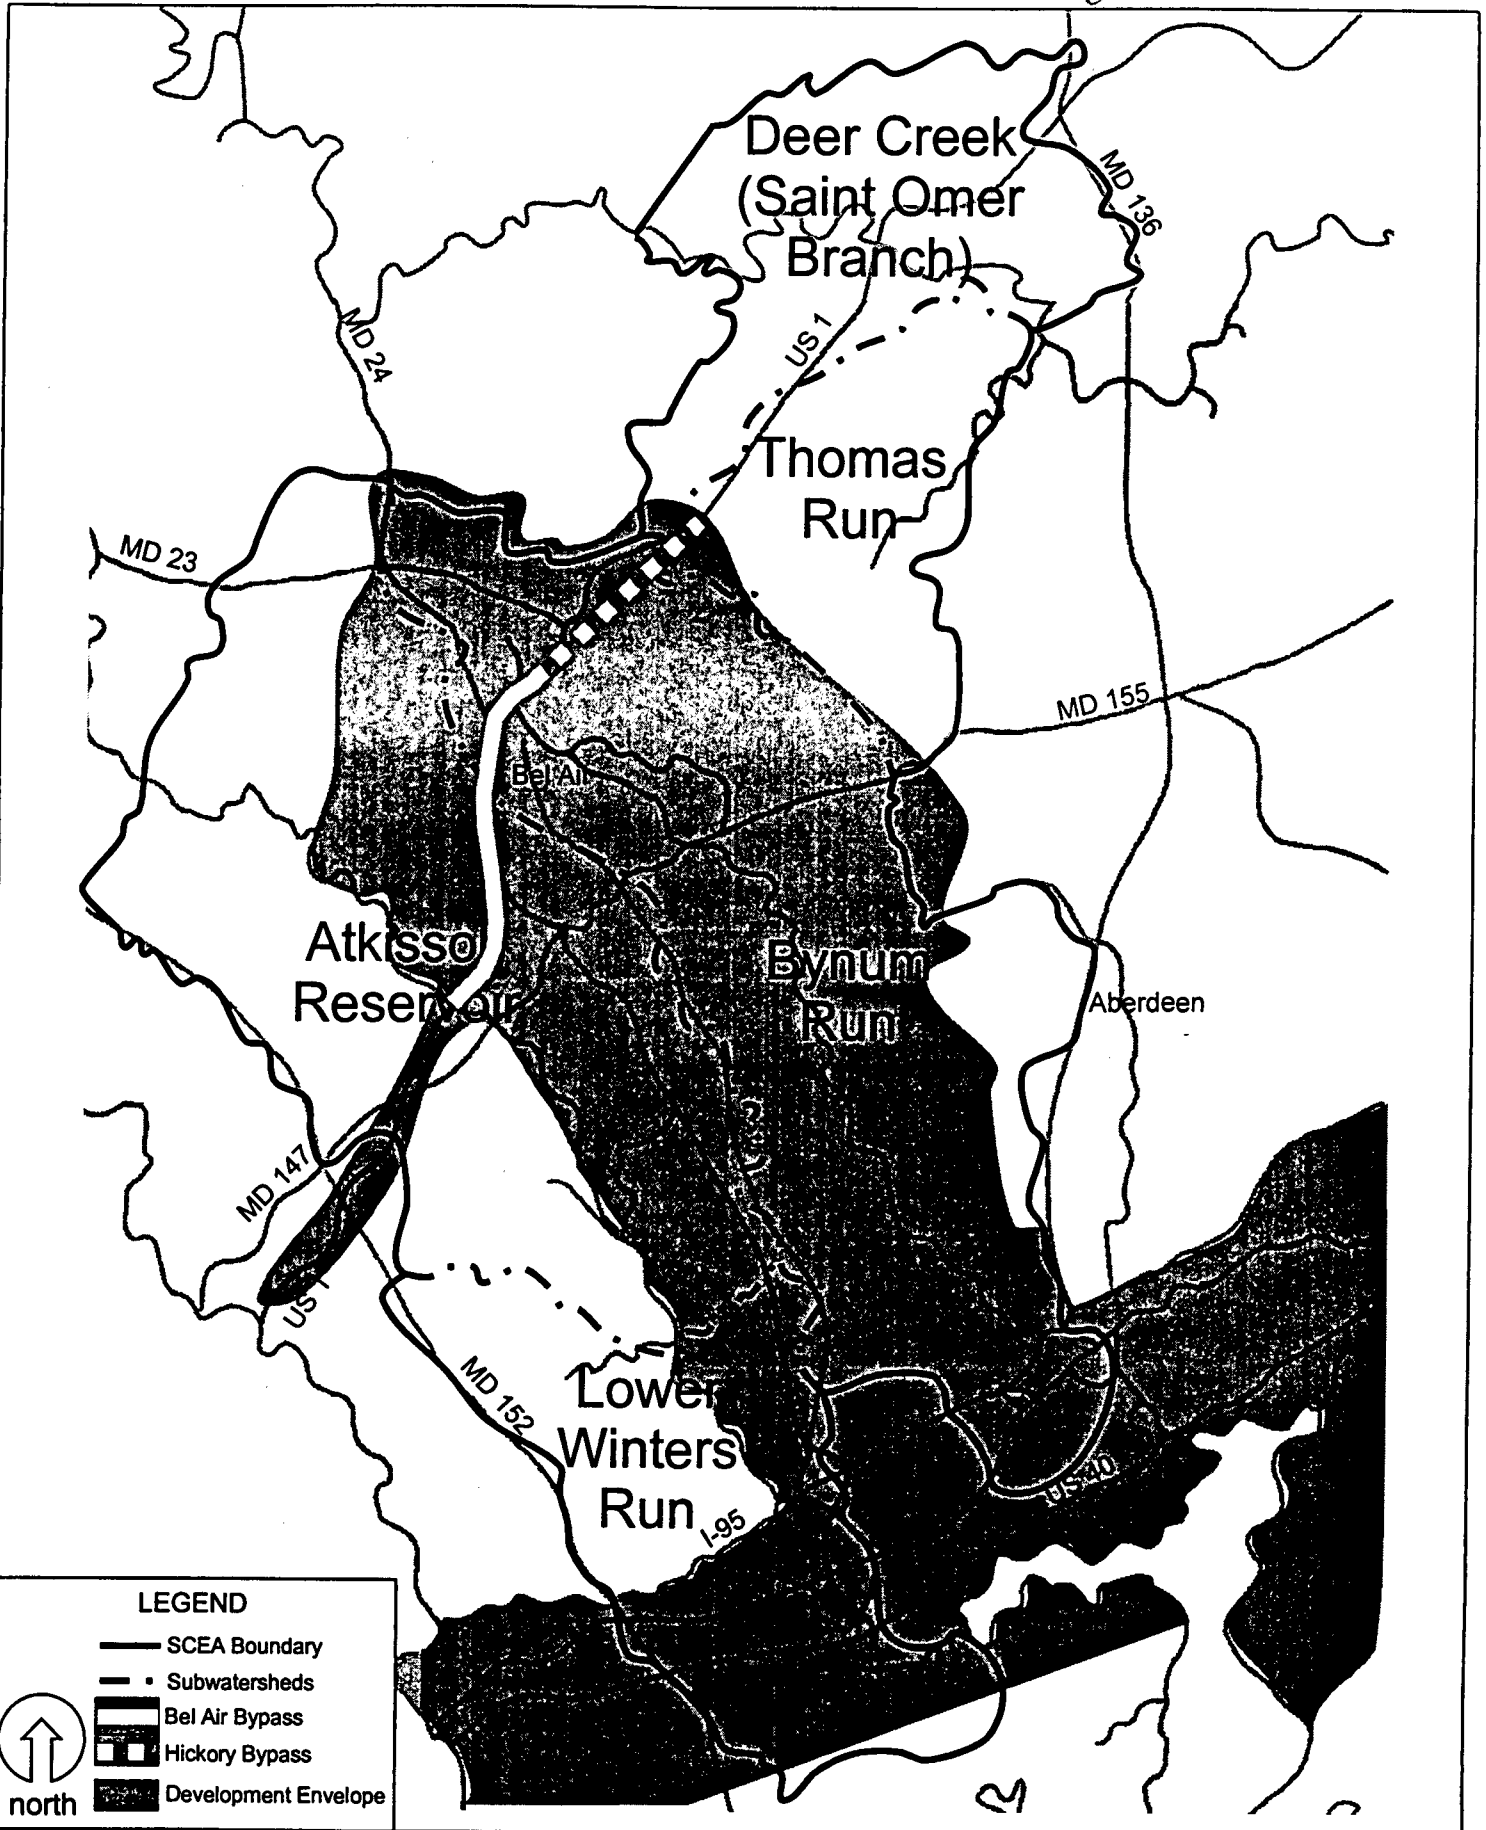 Deer Creek
(Saint Omer
Branch)
MD 136
MD 24
US 1
Thomas
Run
MD 23
MD 155
Bel Air
Atkisso
Reservoir
Bynum
Run
Aberdeen
MD 147
US 1
MD 152
Lower
Winters
Run
I-95
US 40
LEGEND
SCEA Boundary
Subwatersheds
Bel Air Bypass
Hickory Bypass
Development Envelope
north